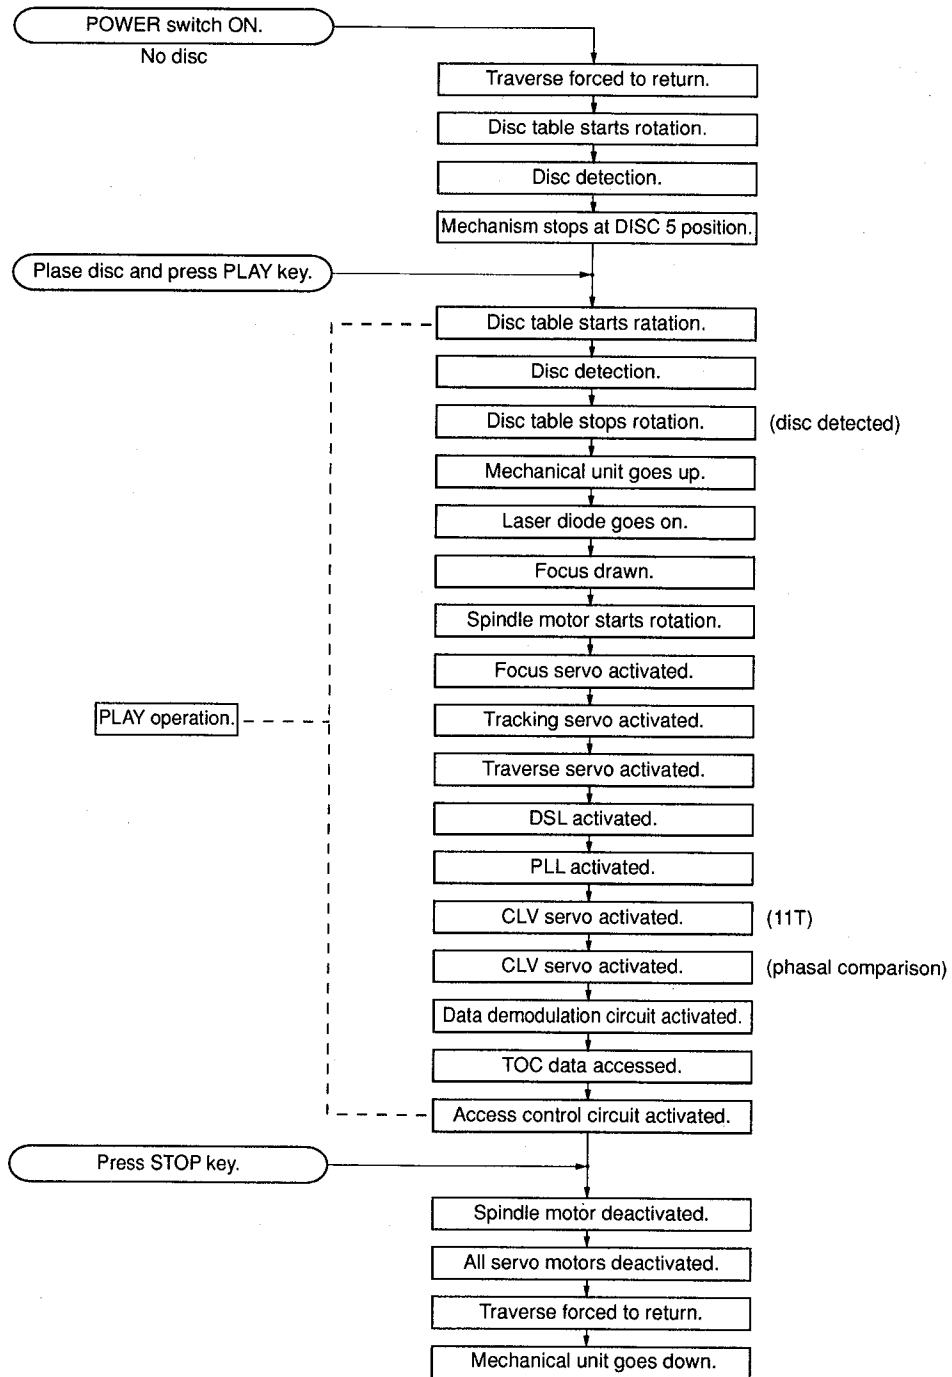 POWER switch ON.
No disc
Traverse forced to return.
Disc table starts rotation.
Disc detection.
Mechanism stops at DISC 5 position.
Plase disc and press PLAY key.
Disc table starts ratation.
Disc detection.
Disc table stops rotation. (disc detected)
Mechanical unit goes up.
Laser diode goes on.
Focus drawn.
Spindle motor starts rotation.
Focus servo activated.
PLAY operation. Tracking servo activated.
Traverse servo activated.
DSL activated.
PLL activated.
CLV servo activated. (11T)
CLV servo activated. (phasal comparison)
Data demodulation circuit activated.
TOC data accessed.
Access control circuit activated.
Press STOP key.
Spindle motor deactivated.
All servo motors deactivated.
Traverse forced to return.
Mechanical unit goes down.